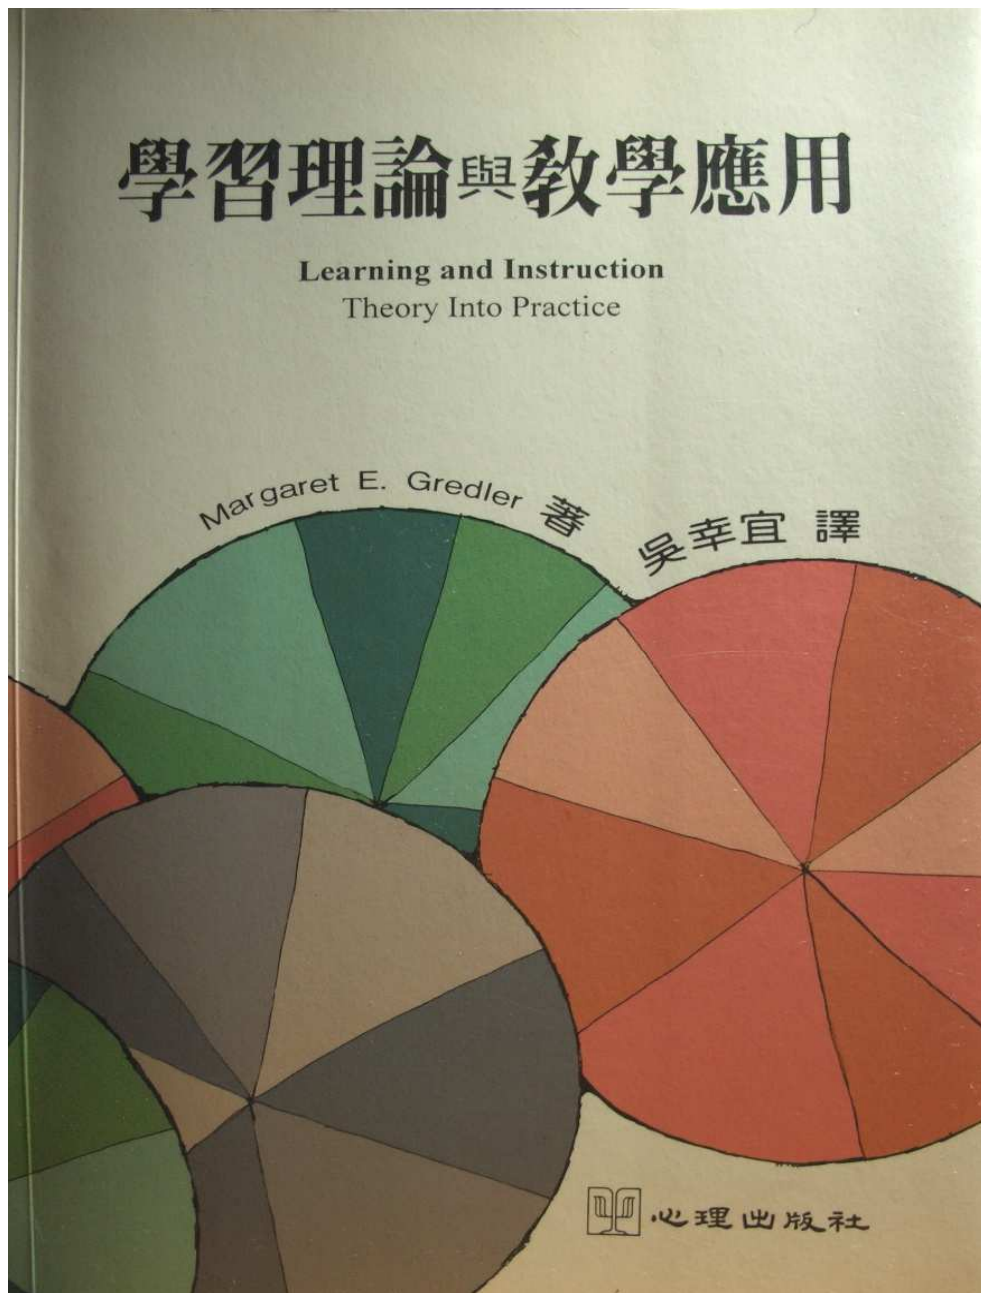 學習理論與教學應用
Learning and Instruction
Theory Into Practice
Margaret E. Gredler 著
吳幸宜 譯
心理出版社